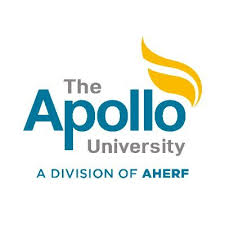 The
Apollo
University
A DIVISION OF AHERF